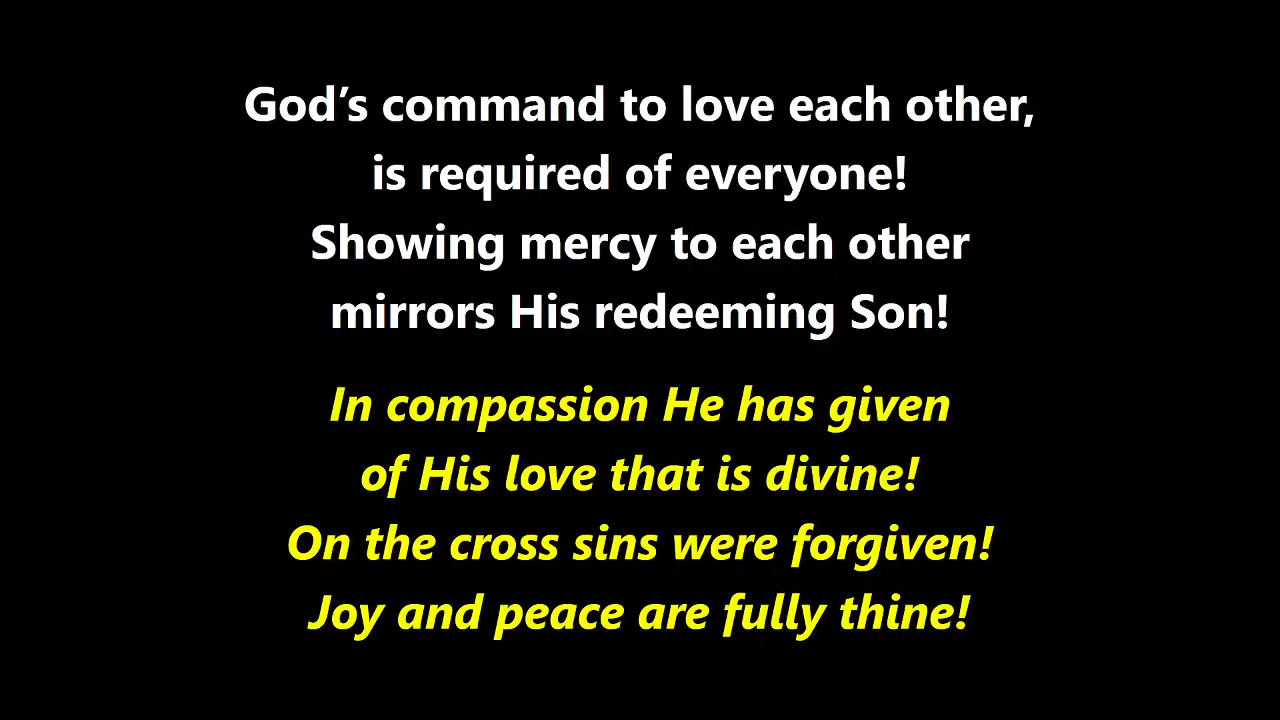 God’s command to love each other,
is required of everyone!
Showing mercy to each other
mirrors His redeeming Son!
In compassion He has given
of His love that is divine!
On the cross sins were forgiven!
Joy and peace are fully thine!